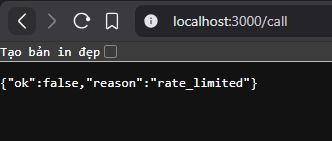 localhost:3000/call
Tạo bản in đẹp
{"ok":false,"reason":"rate_limited"}